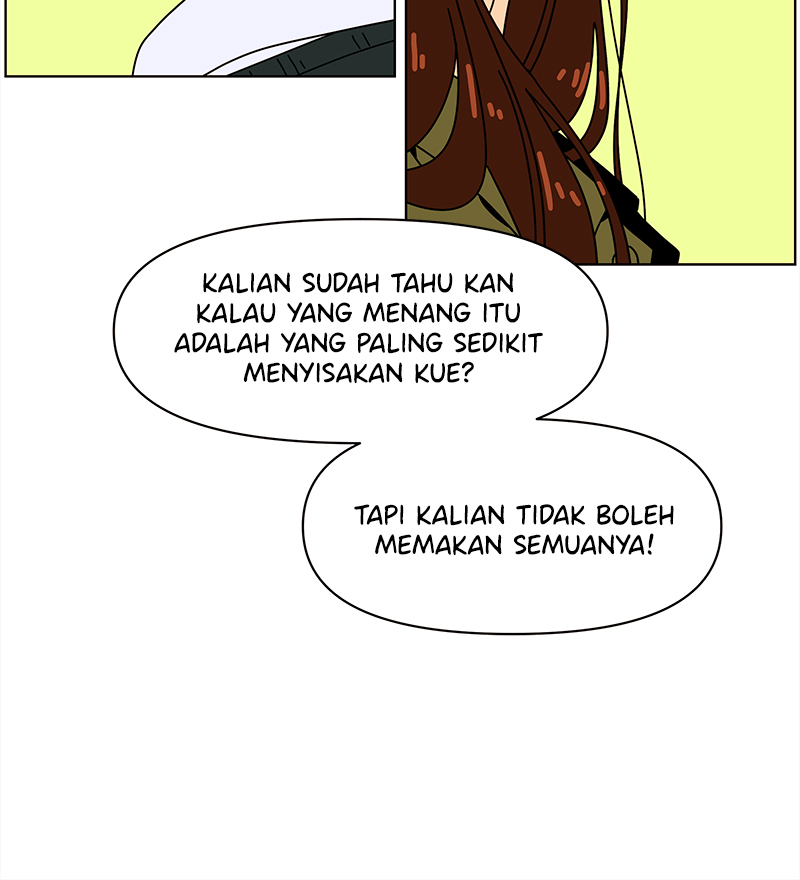 KALIAN SUDAH TAHU KAN
KALAU YANG MENANG ITU
ADALAH YANG PALING SEDIKIT
MENYISAKAN KUE?
TAPI KALIAN TIDAK BOLEH
MEMAKAN SEMUANYA!